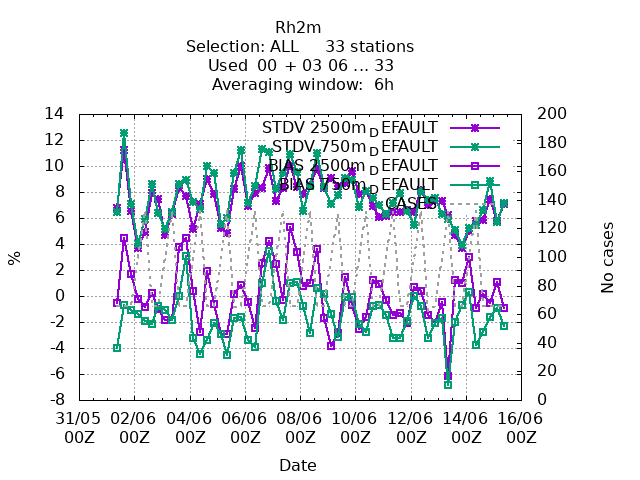 Rh2m
Selection: ALL 33 stations
Used 00 + 03 06 ... 33
Averaging window: 6h
14 200
12 180
10 160
8 140
6 120
4 100
2 80
0 60
-2 40
-4 20
-6 0
-8
%
No cases
STDV 2500m_DEFAULT
STDV 750m_DEFAULT
BIAS 2500m_DEFAULT
BIAS 750m_DEFAULT
CASES
31/05 02/06 04/06 06/06 08/06 10/06 12/06 14/06 16/06
00Z 00Z 00Z 00Z 00Z 00Z 00Z 00Z 00Z
Date